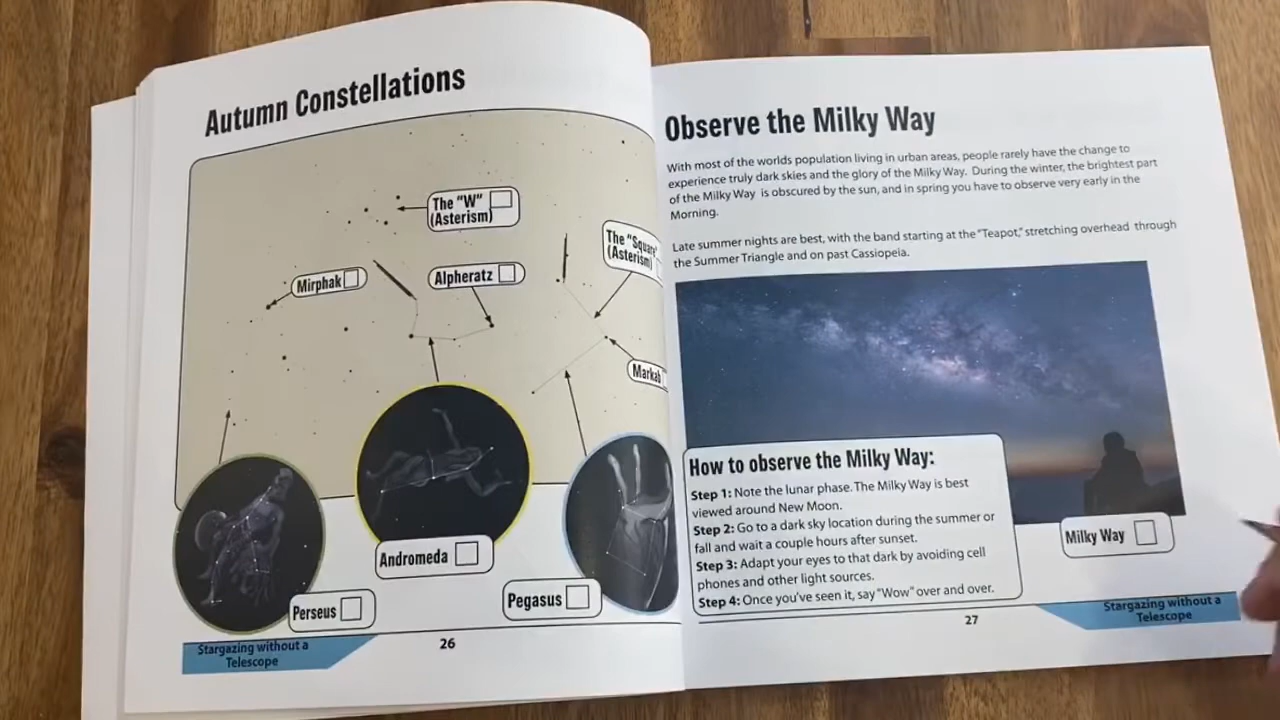 Autumn Constellations
The "W"
(Asterism)
The "Square"
(Asterism)
Mirphak
Alpheratz
Markab
Andromeda
Perseus
Pegasus
Stargazing without a
Telescope
26
Observe the Milky Way
With most of the worlds population living in urban areas, people rarely have the change to
experience truly dark skies and the glory of the Milky Way. During the winter, the brightest part
of the Milky Way is obscured by the sun, and in spring you have to observe very early in the
Morning.
Late summer nights are best, with the band starting at the "Teapot," stretching overhead through
the Summer Triangle and on past Cassiopeia.
How to observe the Milky Way:
Step 1: Note the lunar phase. The Milky Way is best
viewed around New Moon.
Step 2: Go to a dark sky location during the summer or
fall and wait a couple hours after sunset.
Step 3: Adapt your eyes to that dark by avoiding cell
phones and other light sources.
Step 4: Once you've seen it, say "Wow" over and over.
Milky Way
27
Stargazing without a
Telescope